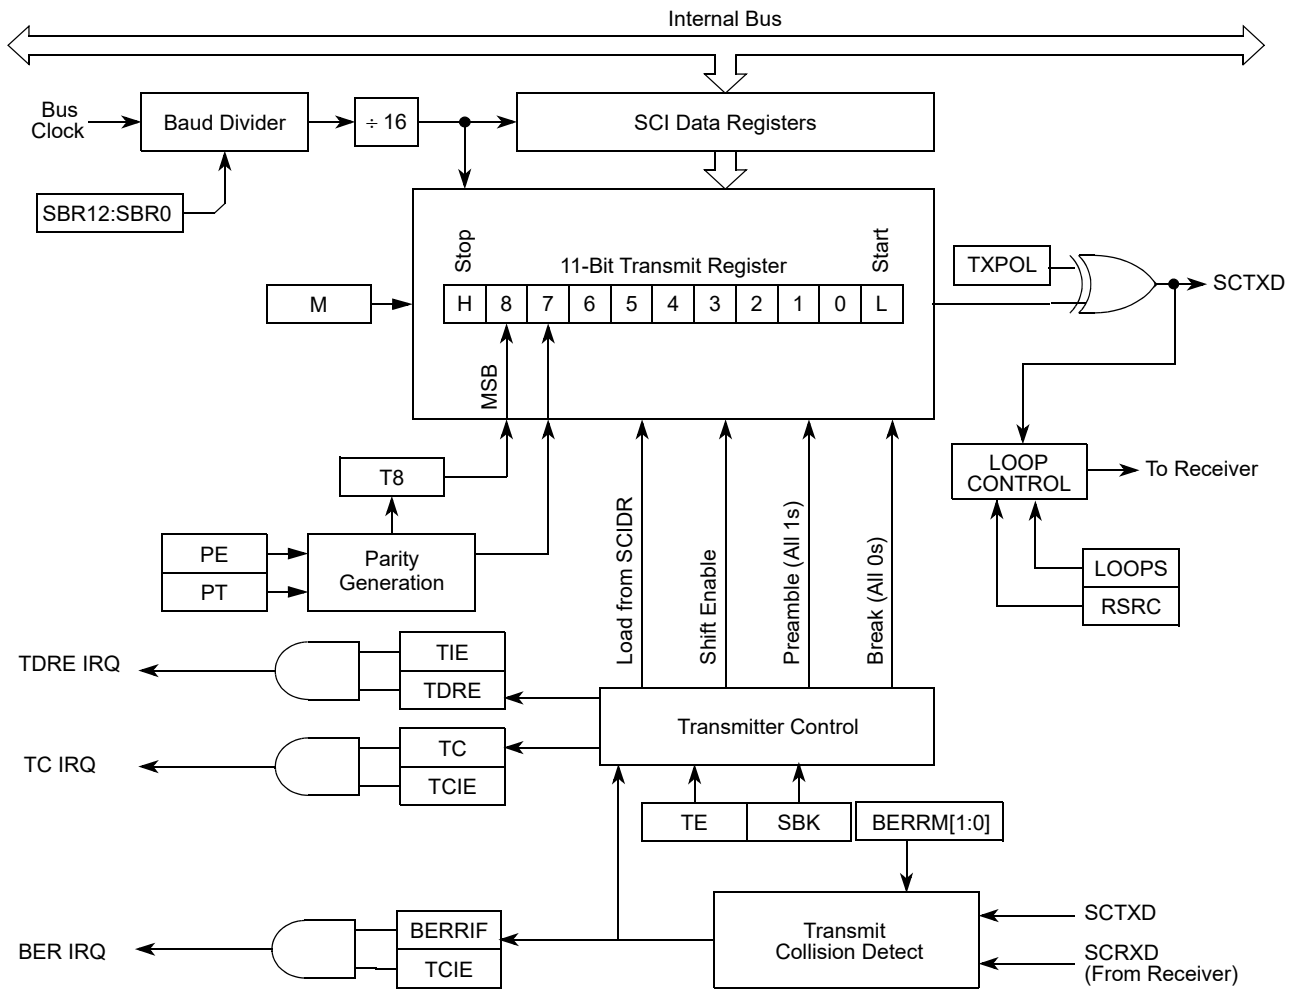 Internal Bus
Bus
Clock
Baud Divider
÷ 16
SCI Data Registers
SBR12:SBR0
Stop
11-Bit Transmit Register
Start
H 8 7 6 5 4 3 2 1 0 L
M
TXPOL
SCTXD
MSB
LOOP
CONTROL
To Receiver
T8
PE
PT
Parity
Generation
LOOPS
RSRC
Load from SCIDR
Shift Enable
Preamble (All 1s)
Break (All 0s)
TDRE IRQ
TIE
TDRE
Transmitter Control
TC IRQ
TC
TCIE
TE
SBK
BERRM[1:0]
BER IRQ
BERRIF
TCIE
Transmit
Collision Detect
SCTXD
SCRXD
(From Receiver)